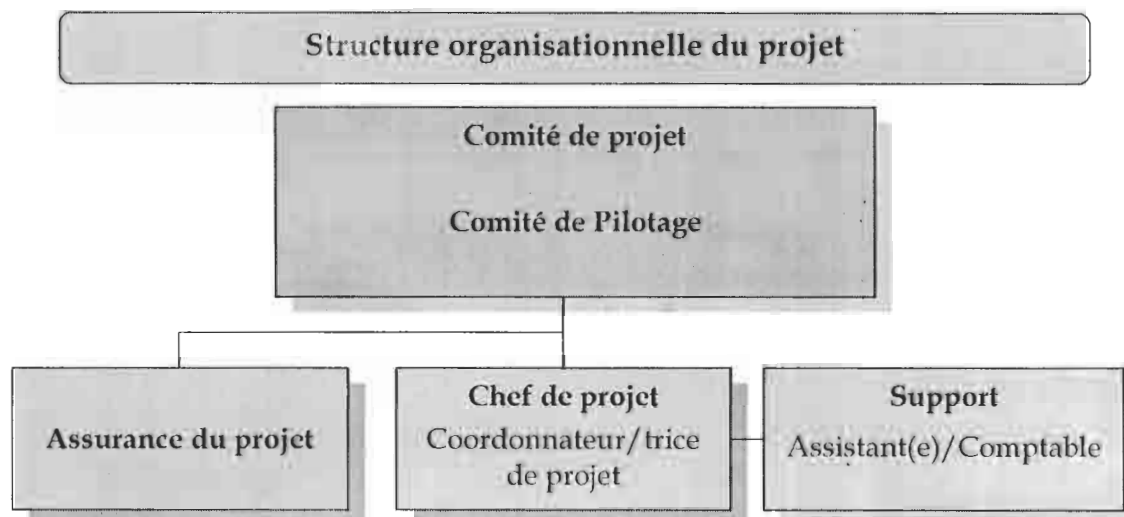 Structure organisationnelle du projet
Comité de projet
Comité de Pilotage
Assurance du projet
Chef de projet
Coordonnateur/trice
de projet
Support
Assistant(e)/Comptable